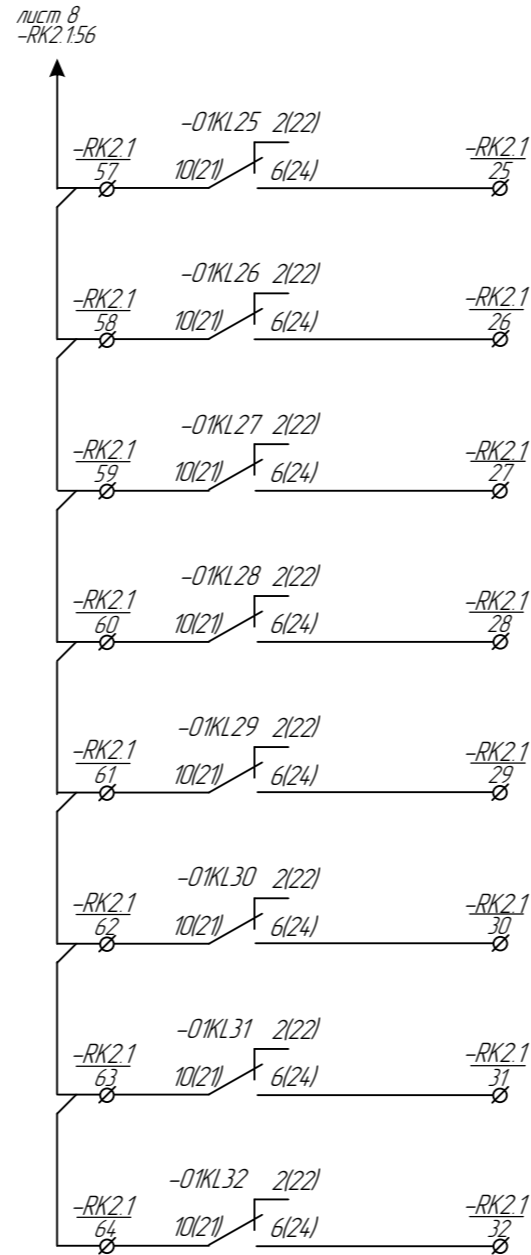 лист 8
-RK2.1:56
-01KL25 2(22)
-RK2.1 -RK2.1
57 10(21) 6(24) 25
-01KL26 2(22)
-RK2.1 -RK2.1
58 10(21) 6(24) 26
-01KL27 2(22)
-RK2.1 -RK2.1
59 10(21) 6(24) 27
-01KL28 2(22)
-RK2.1 -RK2.1
60 10(21) 6(24) 28
-01KL29 2(22)
-RK2.1 -RK2.1
61 10(21) 6(24) 29
-01KL30 2(22)
-RK2.1 -RK2.1
62 10(21) 6(24) 30
-01KL31 2(22)
-RK2.1 -RK2.1
63 10(21) 6(24) 31
-01KL32 2(22)
-RK2.1 -RK2.1
64 10(21) 6(24) 32